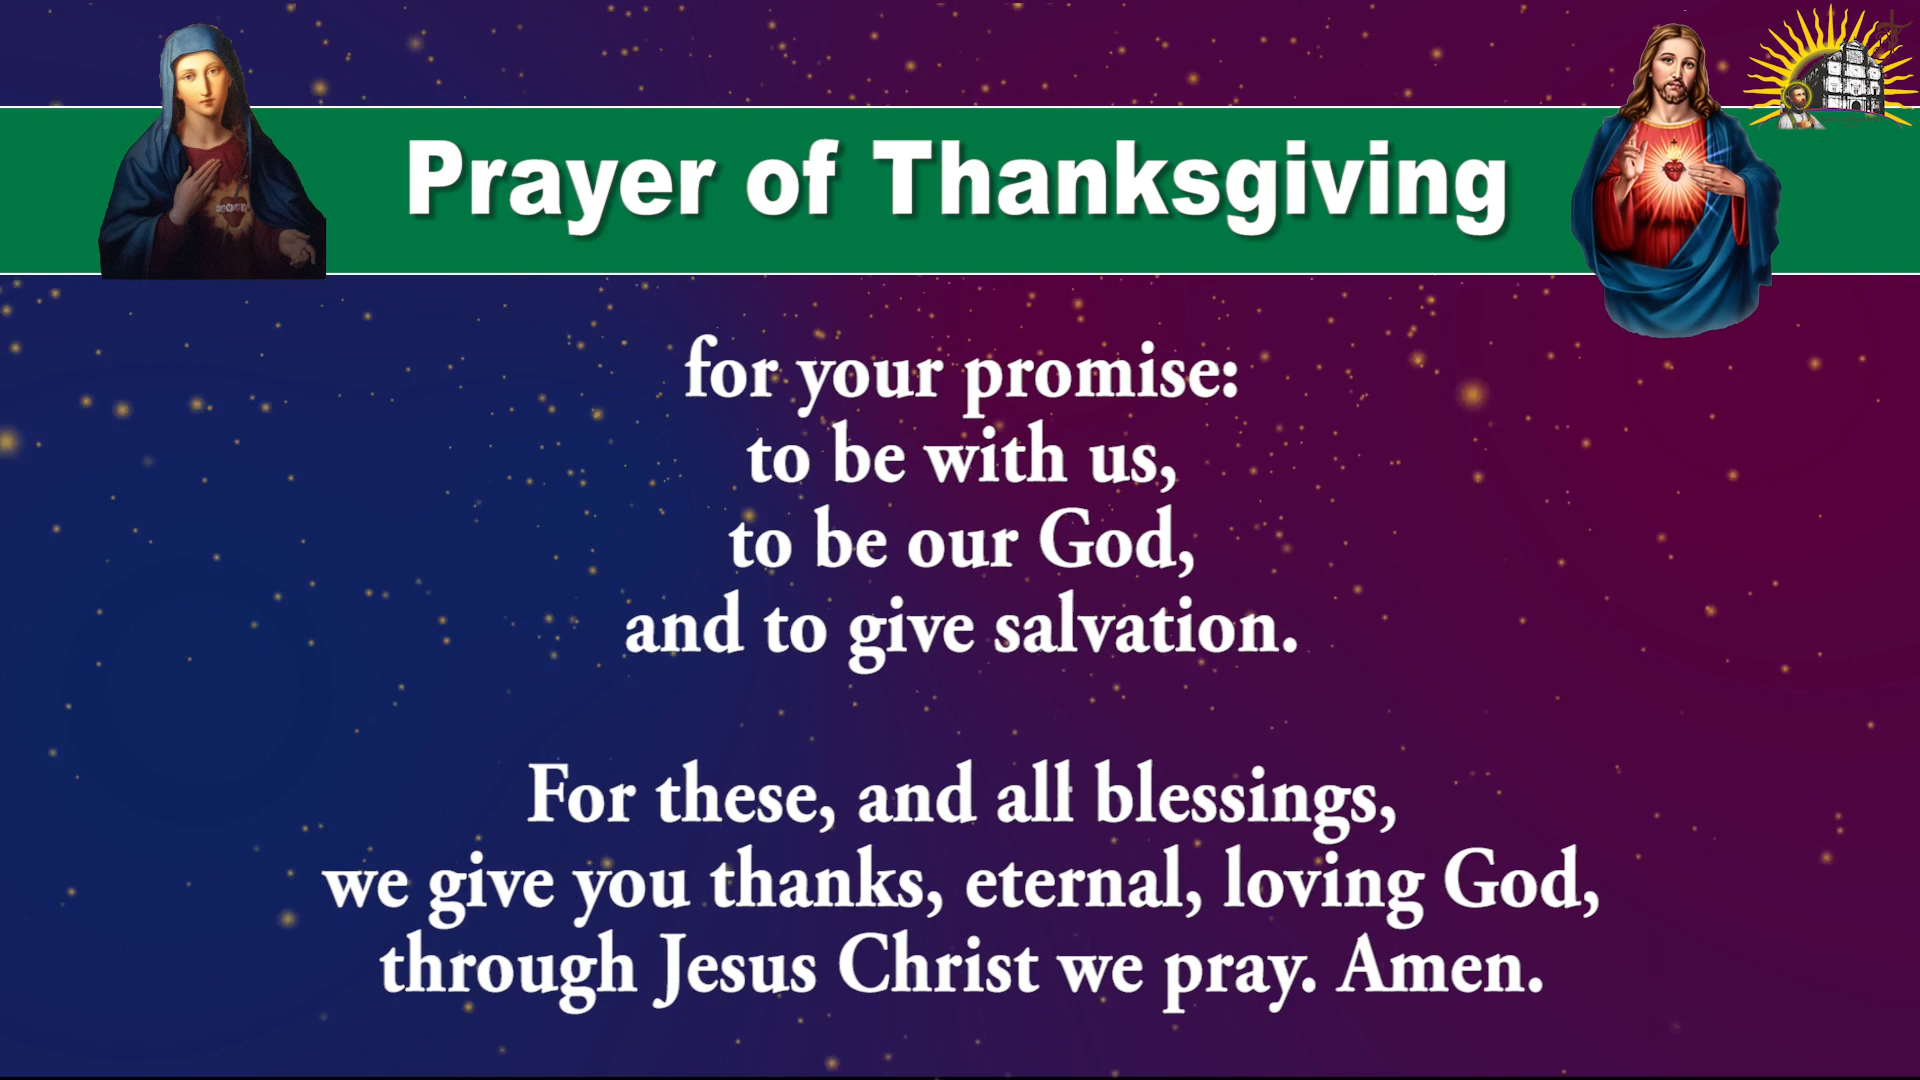 Prayer of Thanksgiving
for your promise:
to be with us,
to be our God,
and to give salvation.
For these, and all blessings,
we give you thanks, eternal, loving God,
through Jesus Christ we pray. Amen.